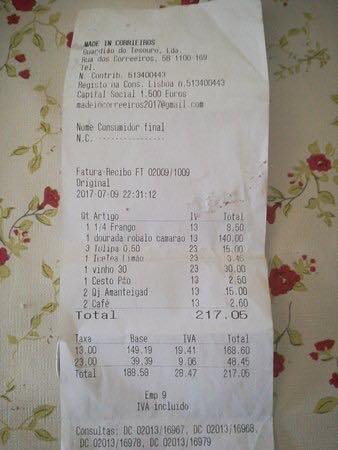 MADE IN CORRIEIROS
Guardião do Tesouro, Lda.
Rua dos Correeiros, 58 1100-169
Tel.
N. Contrib. 513400443
Registo na Cons. Lisboa n.513400443
Capital Social 1.500 Euros
madeincorreeiros2017@gmail.com
Nome Consumidor final
N.C. ----------------
Fatura-Recibo FT 02009/1009
Original
2017-07-09 22:31:12
Qt Artigo IV Total
1 1/4 Frango 13 8.50
1 dourada robalo camarao 13 140.00
3 Tulipa 0.50 23 15.00
1 IceTea Limão 23 3.45
1 vinho 30 23 30.00
1 Cesto Pão 13 2.50
2 Qj Amanteigad 13 15.00
2 Café 13 2.60
Total 217.05
Taxa Base IVA Total
13.00 149.19 19.41 168.60
23.00 39.39 9.06 48.45
Total 188.58 28.47 217.05
Emp 9
IVA incluido
Consultas: DC 02013/16967, DC 02013/16968,
DC 02013/16978, DC 02013/16979